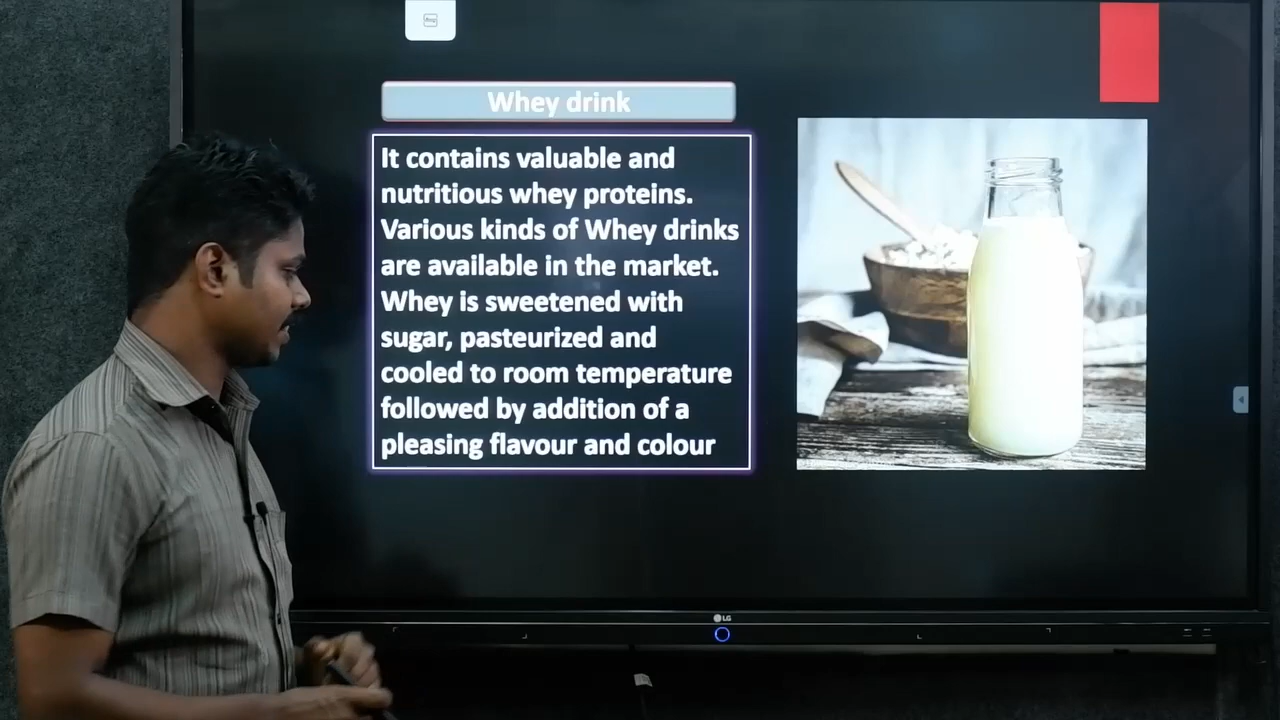 Whey drink
It contains valuable and
nutritious whey proteins.
Various kinds of Whey drinks
are available in the market.
Whey is sweetened with
sugar, pasteurized and
cooled to room temperature
followed by addition of a
pleasing flavour and colour
LG